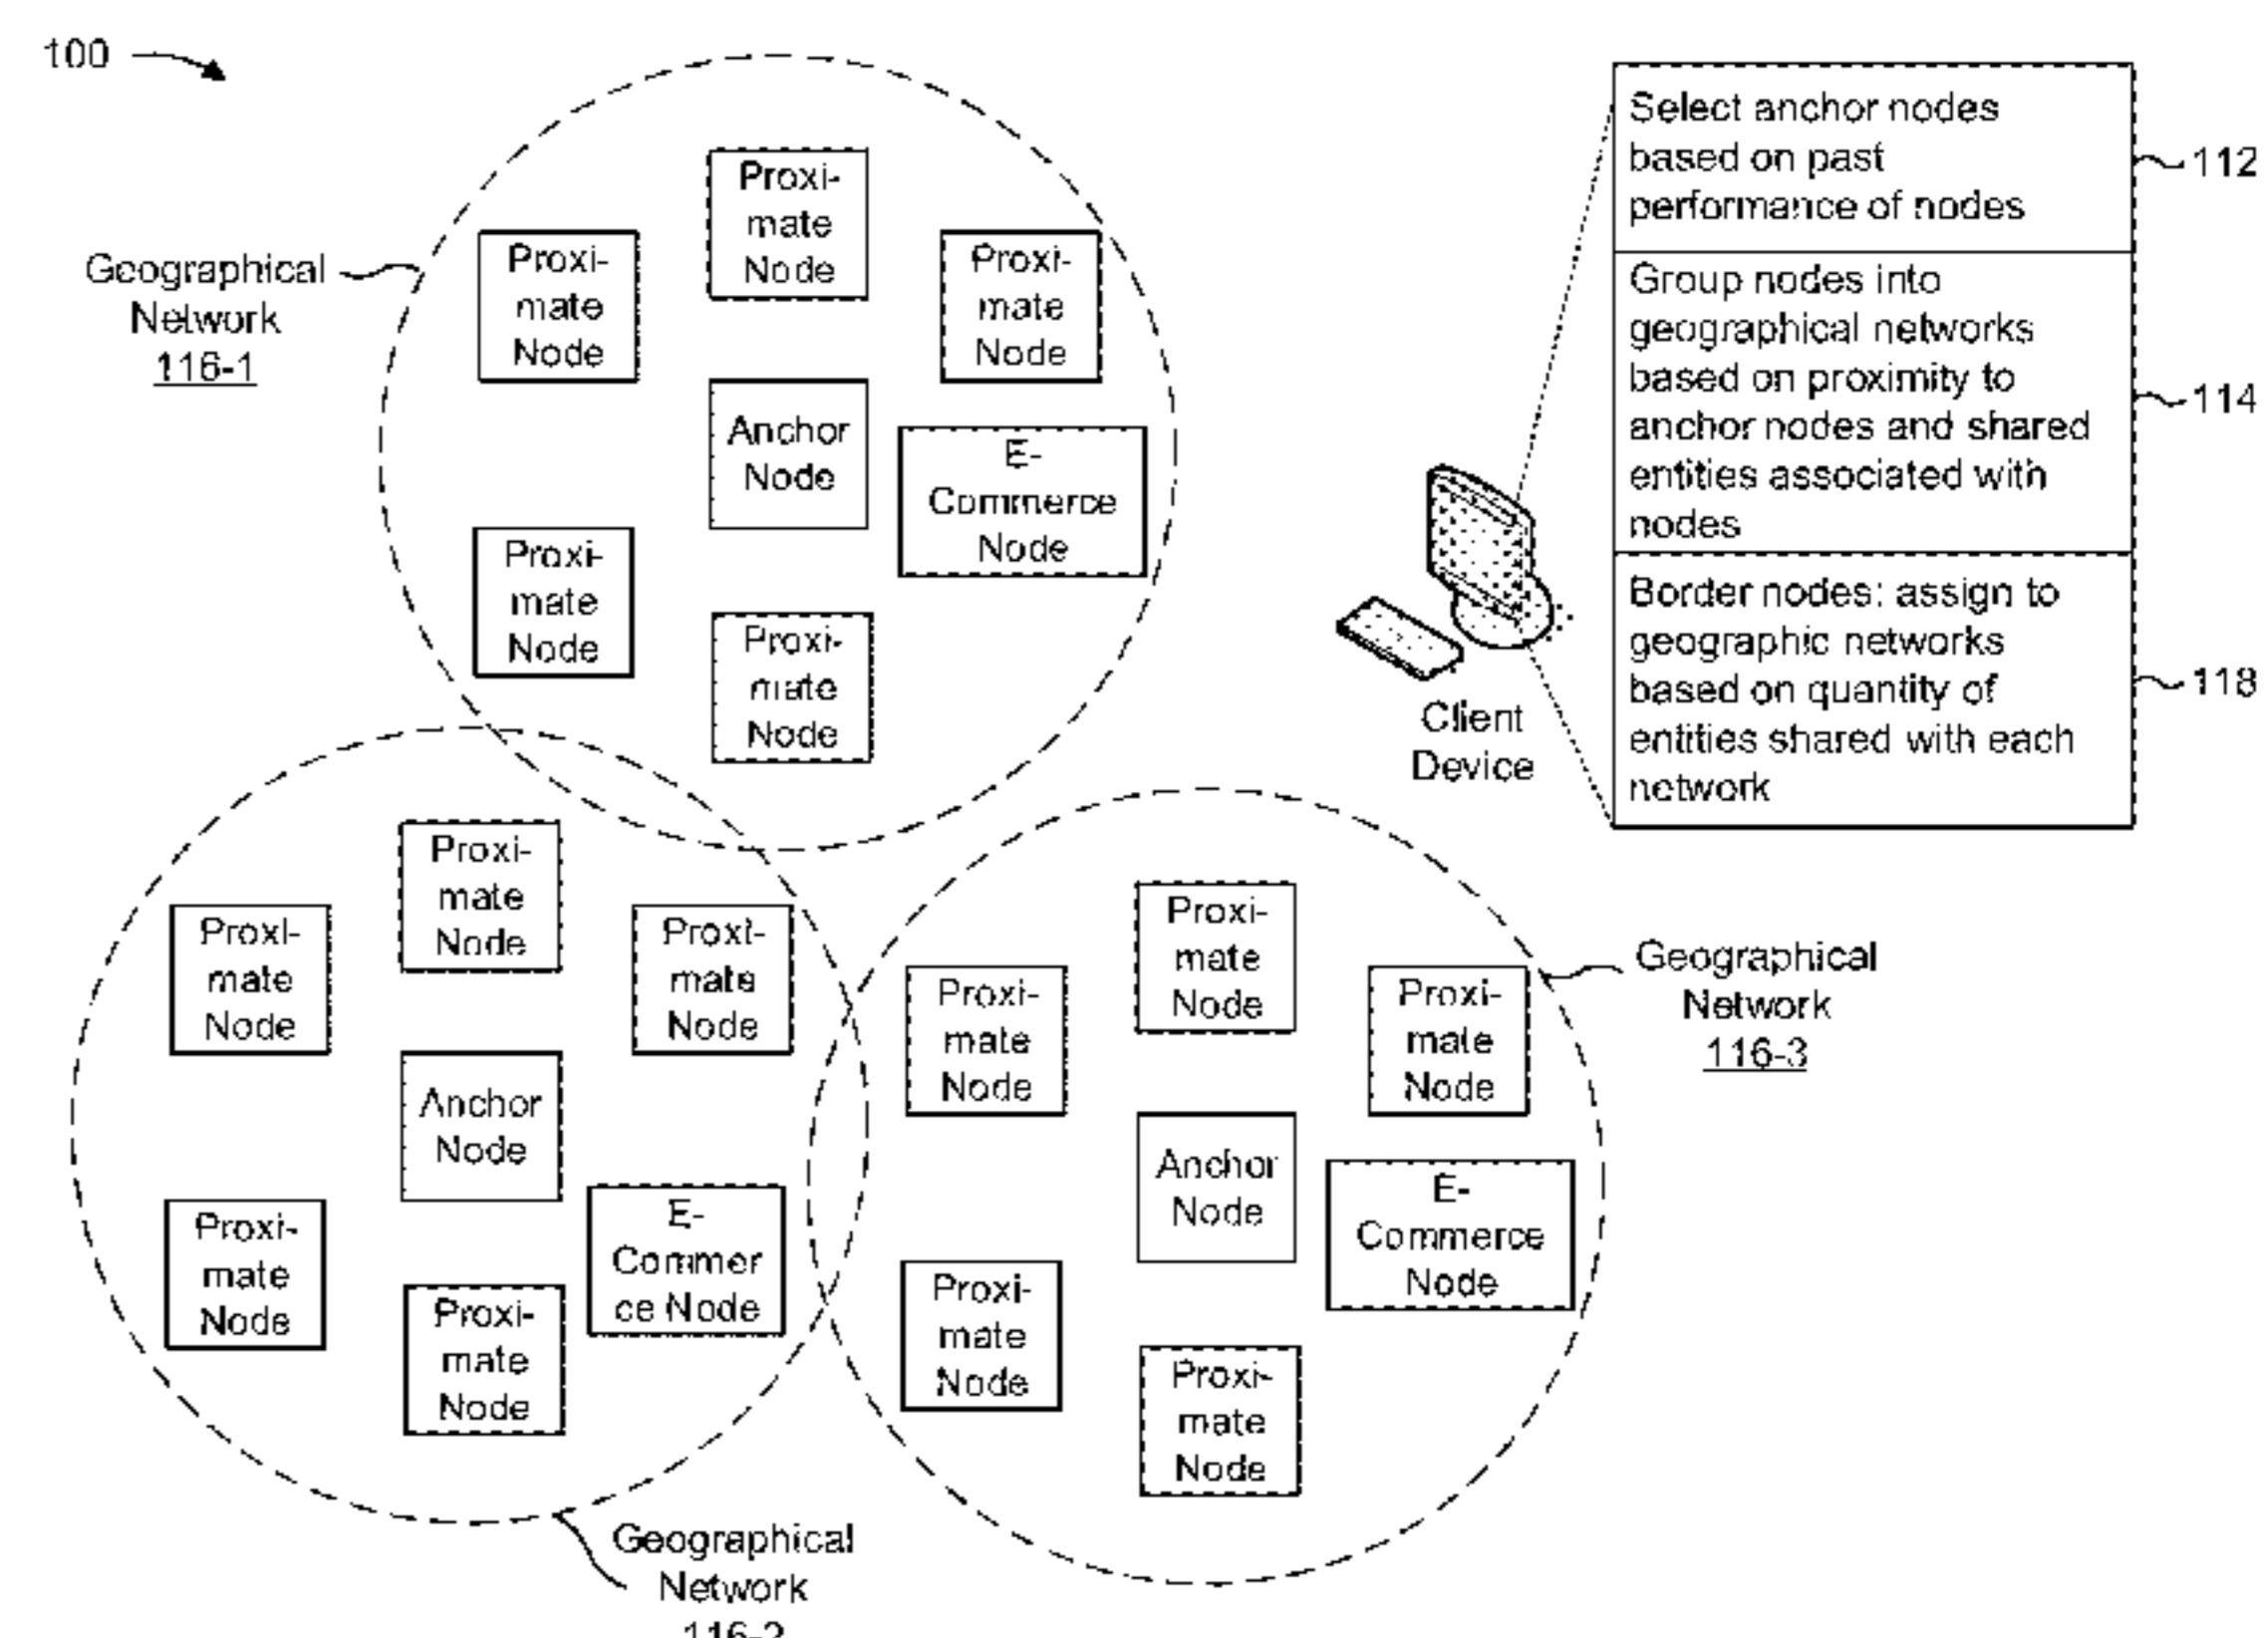 100
Geographical
Network
116-1
Proxi-
mate
Node
Proxi-
mate
Node
Proxi-
mate
Node
Anchor
Node
E-
Commerce
Node
Proxi-
mate
Node
Proxi-
mate
Node
Client
Device
Select anchor nodes
based on past
performance of nodes
112
Group nodes into
geographical networks
based on proximity to
anchor nodes and shared
entities associated with
nodes
114
Border nodes: assign to
geographic networks
based on quantity of
entities shared with each
network
118
Proxi-
mate
Node
Proxi-
mate
Node
Proxi-
mate
Node
Anchor
Node
Proxi-
mate
Node
Proxi-
mate
Node
E-
Commer
ce Node
Geographical
Network
116-2
Proxi-
mate
Node
Proxi-
mate
Node
Proxi-
mate
Node
Anchor
Node
E-
Commerce
Node
Proxi-
mate
Node
Proxi-
mate
Node
Geographical
Network
116-3